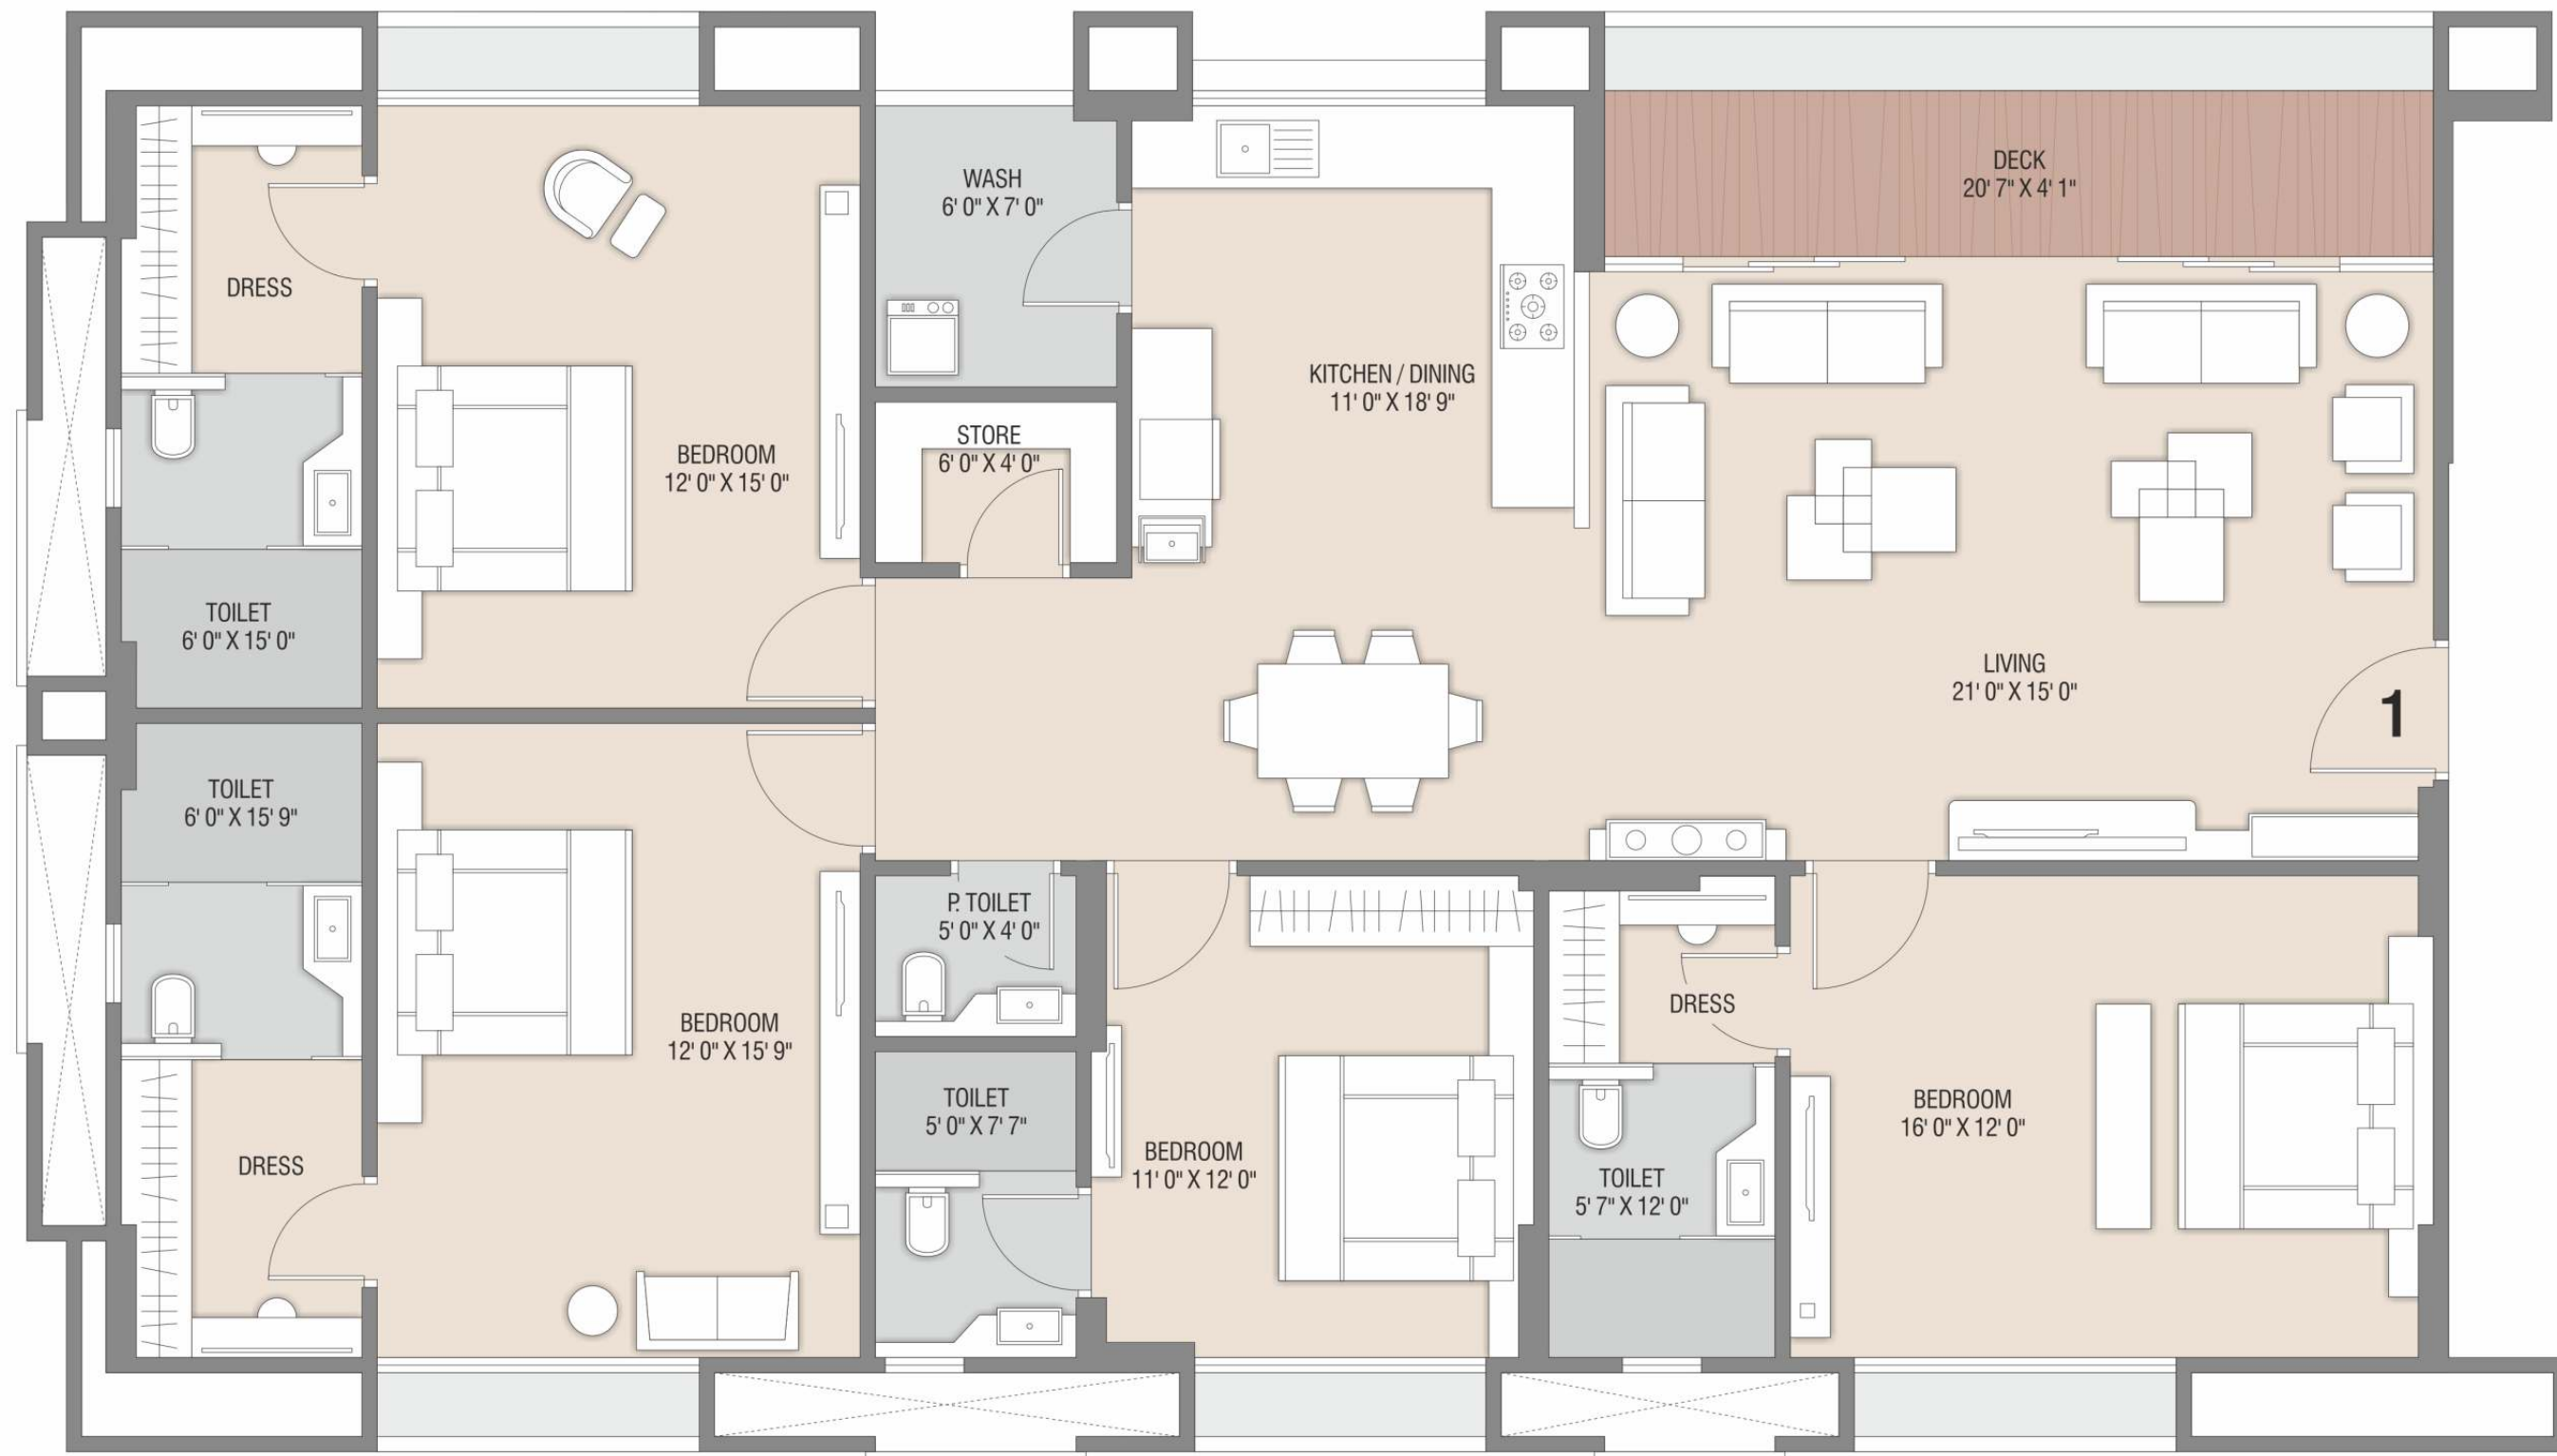 DECK
20' 7" X 4' 1"
WASH
6' 0" X 7' 0"
DRESS
KITCHEN / DINING
11' 0" X 18' 9"
STORE
6' 0" X 4' 0"
BEDROOM
12' 0" X 15' 0"
TOILET
6' 0" X 15' 0"
LIVING
21' 0" X 15' 0"
1
TOILET
6' 0" X 15' 9"
P. TOILET
5' 0" X 4' 0"
DRESS
BEDROOM
12' 0" X 15' 9"
TOILET
5' 0" X 7' 7"
BEDROOM
16' 0" X 12' 0"
BEDROOM
11' 0" X 12' 0"
DRESS
TOILET
5' 7" X 12' 0"